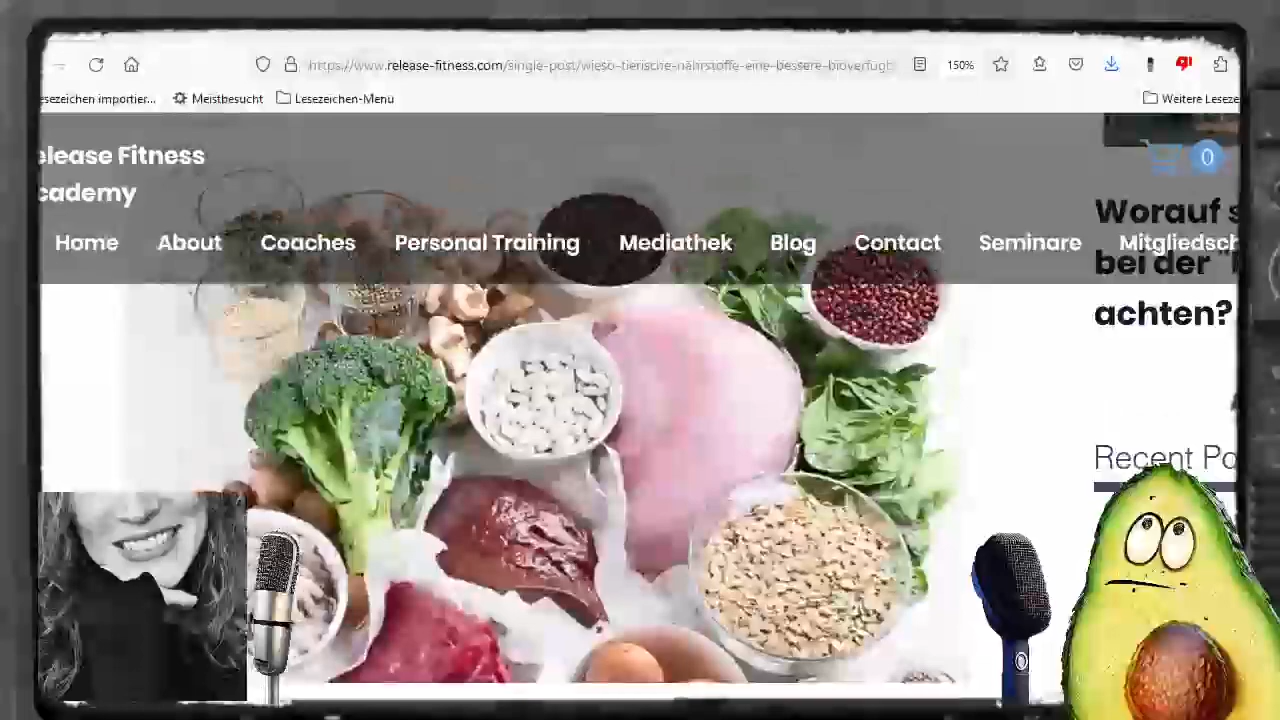 https://www.release-fitness.com/single-post/wieso-tierische-nährstoffe-eine-bessere-bioverfügb
150%
esezeichen importier...
Meistbesucht
Lesezeichen-Menü
Weitere Leseze
elease Fitness
cademy
0
Home
About
Coaches
Personal Training
Mediathek
Blog
Contact
Seminare
Mitgliedsch
Worauf s
bei der "
achten?
Recent Po